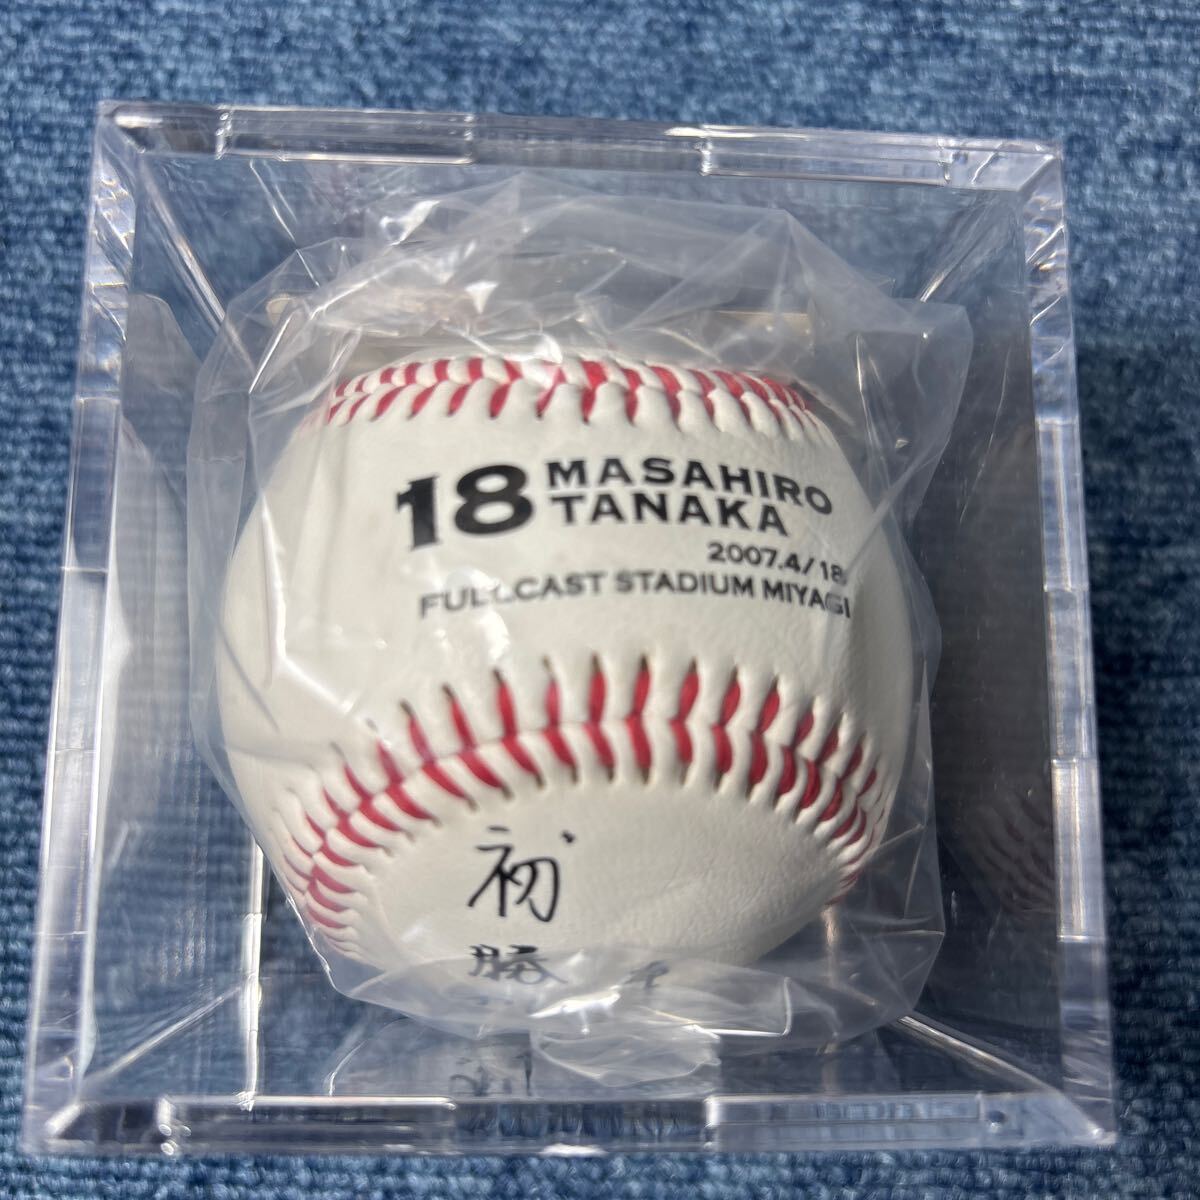 18 MASAHIRO
TANAKA
2007.4/18
FULLCAST STADIUM MIYAGI
初
勝